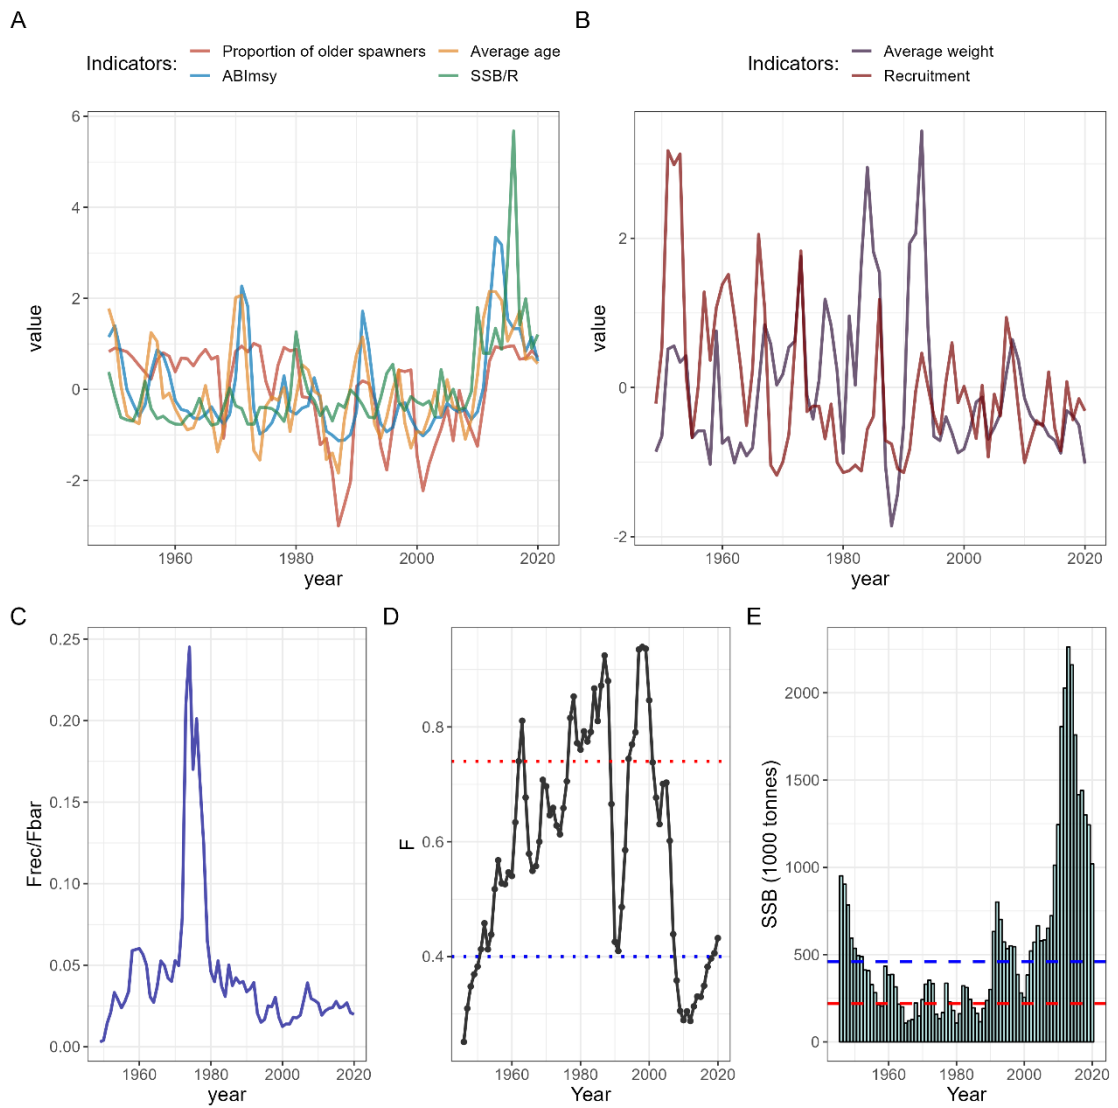 A
Indicators:
Proportion of older spawners
Average age
ABImsy
SSB/R
value
6
4
2
0
-2
1960
1980
2000
2020
year
B
Indicators:
Average weight
Recruitment
value
2
0
-2
1960
1980
2000
2020
year
C
Frec/Fbar
0.25
0.20
0.15
0.10
0.05
0.00
1960
1980
2000
2020
year
D
F
0.8
0.6
0.4
1960
1980
2000
2020
Year
E
SSB (1000 tonnes)
2000
1500
1000
500
0
1960
1980
2000
2020
Year